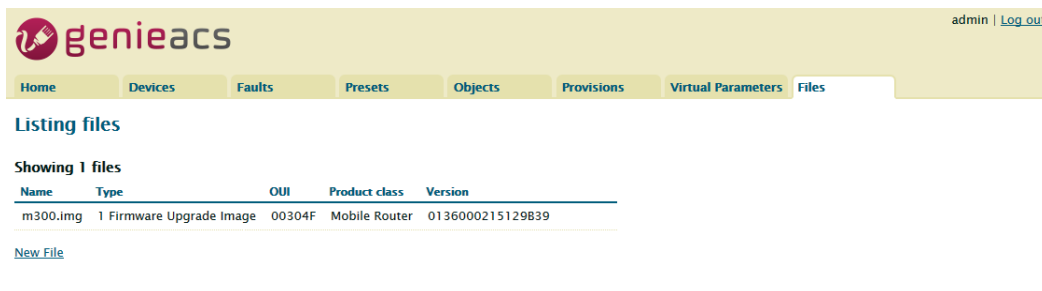 admin | Log out
genieacs
Home Devices Faults Presets Objects Provisions Virtual Parameters Files
Listing files
Showing 1 files
Name Type OUI Product class Version
m300.img 1 Firmware Upgrade Image 00304F Mobile Router 0136000215129B39
New File